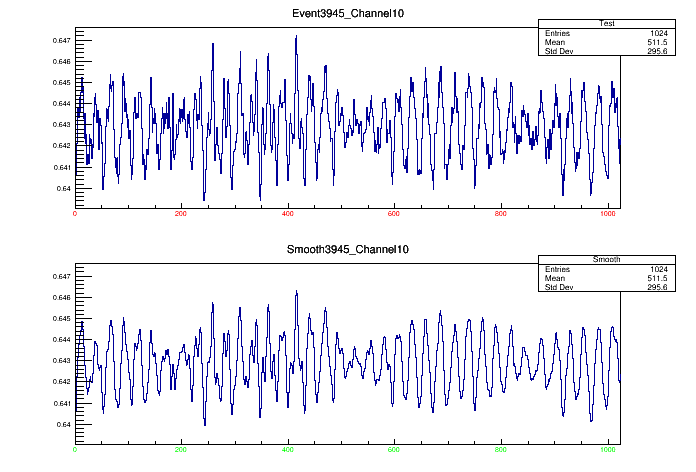 Event3945_Channel10
Test
Entries 1024
Mean 511.5
Std Dev 295.6
0.647
0.646
0.645
0.644
0.643
0.642
0.641
0.64
0 200 400 600 800 1000
Smooth3945_Channel10
Smooth
Entries 1024
Mean 511.5
Std Dev 295.6
0.647
0.646
0.645
0.644
0.643
0.642
0.641
0.64
0 200 400 600 800 1000